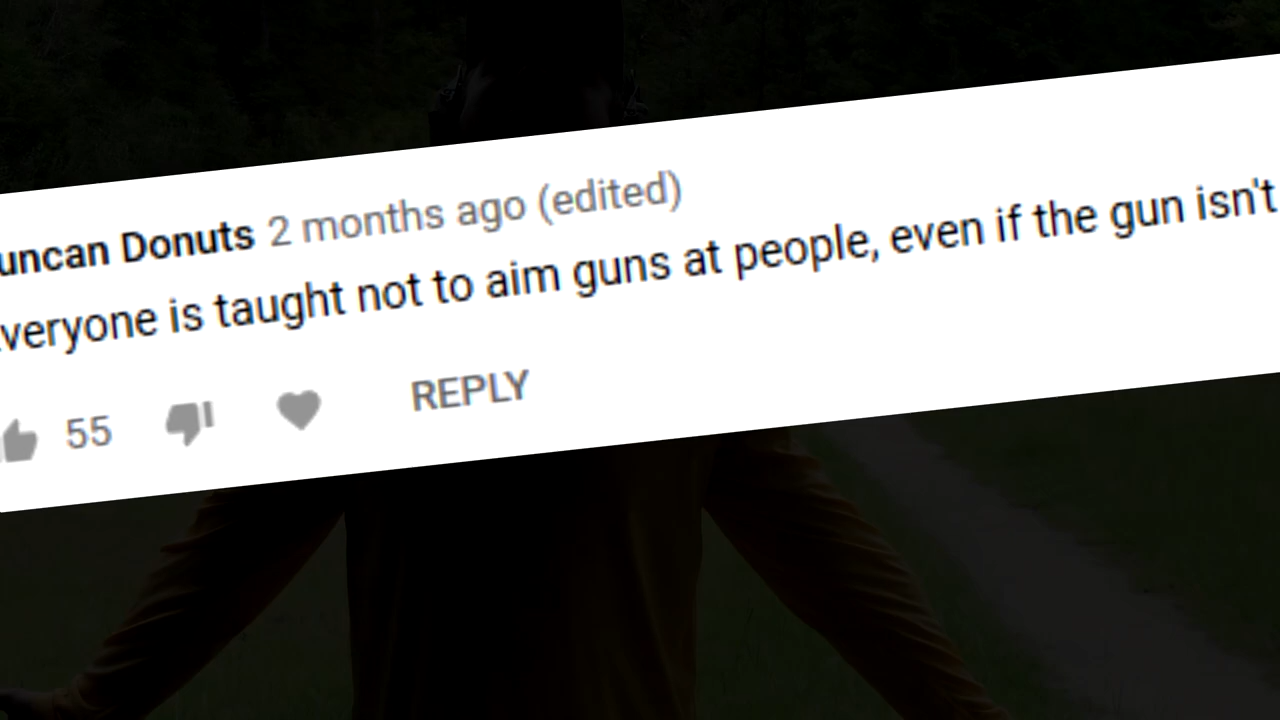 uncan Donuts 2 months ago (edited)
veryone is taught not to aim guns at people, even if the gun isn't
55 REPLY